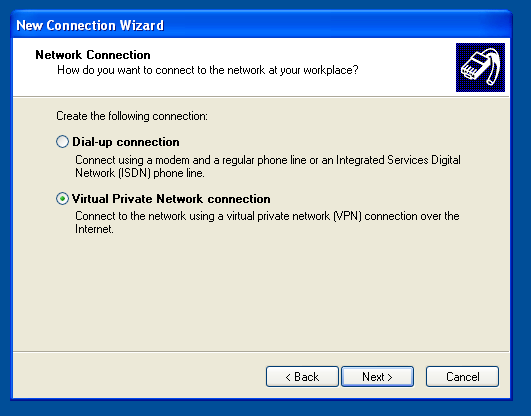 New Connection Wizard
Network Connection
How do you want to connect to the network at your workplace?
Create the following connection:
Dial-up connection
Connect using a modem and a regular phone line or an Integrated Services Digital
Network (ISDN) phone line.
Virtual Private Network connection
Connect to the network using a virtual private network (VPN) connection over the
Internet.
< Back
Next >
Cancel